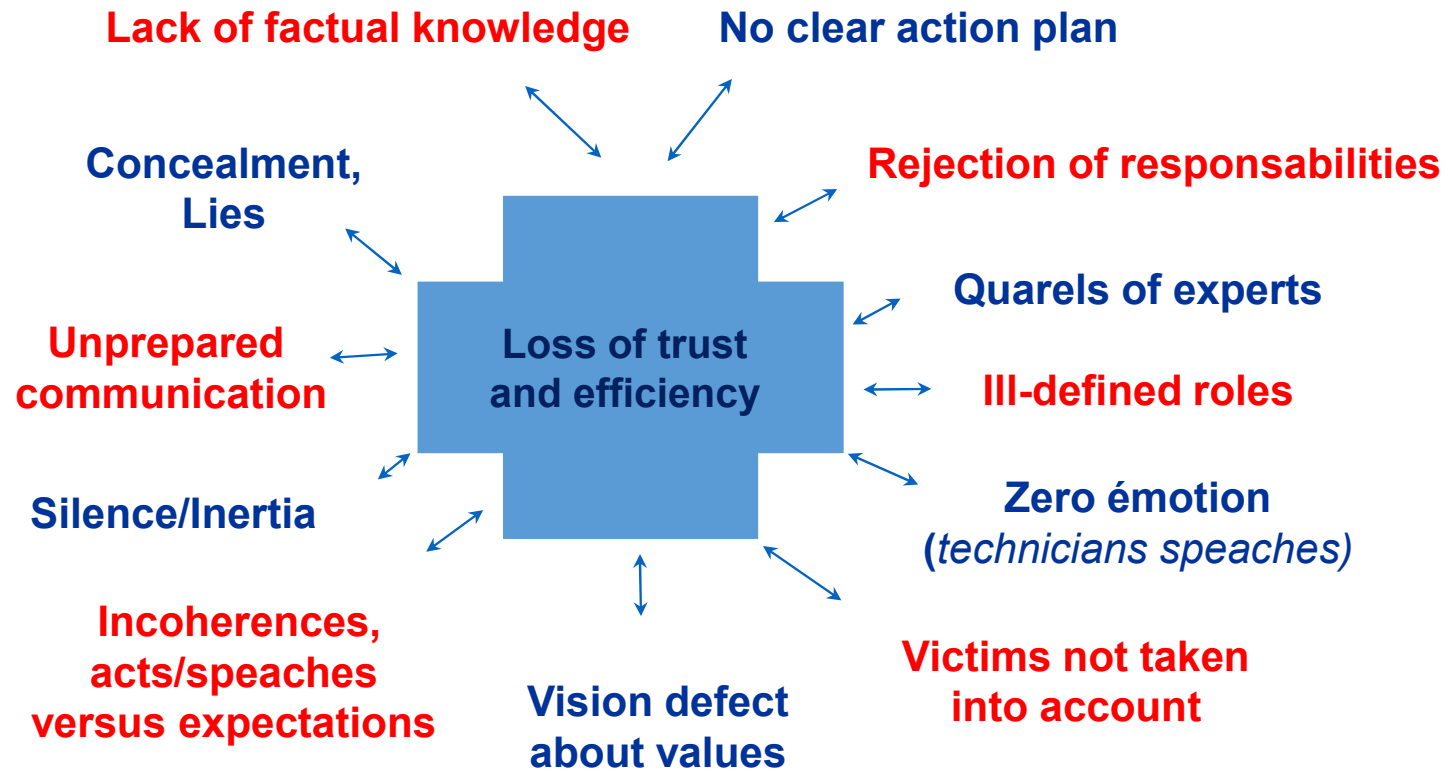 Lack of factual knowledge
No clear action plan
Concealment,
Lies
Rejection of responsabilities
Quarels of experts
Unprepared
communication
Loss of trust
and efficiency
Ill-defined roles
Silence/Inertia
Zero émotion
(technicians speaches)
Incoherences,
acts/speaches
versus expectations
Vision defect
about values
Victims not taken
into account